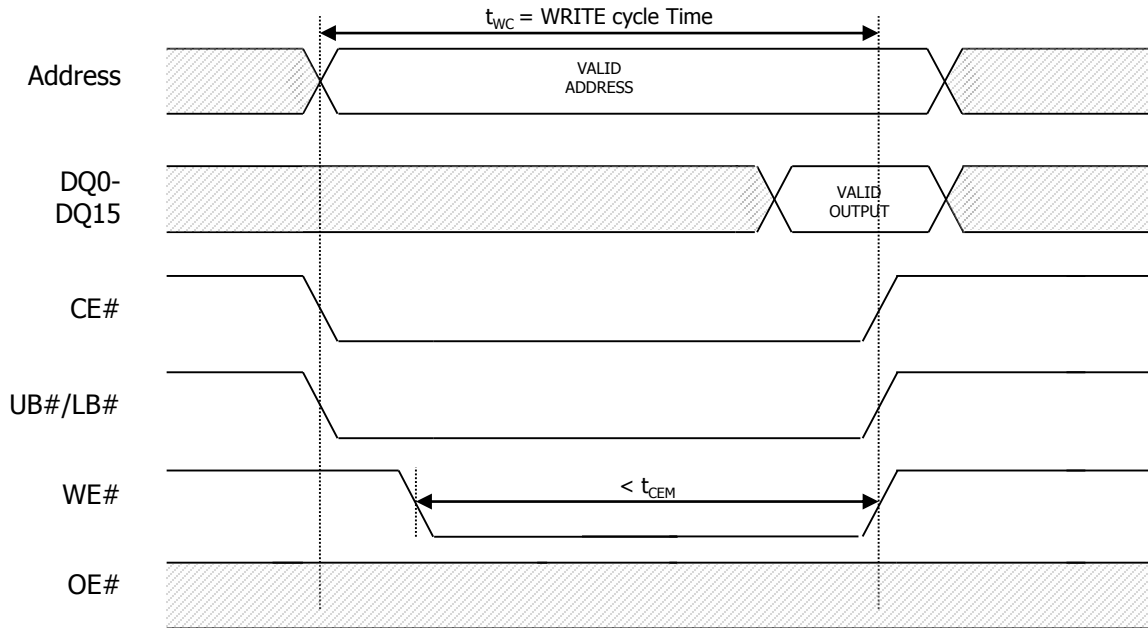 tWC = WRITE cycle Time
Address
VALID
ADDRESS
DQ0-
DQ15
VALID
OUTPUT
CE#
UB#/LB#
WE#
< tCEM
OE#